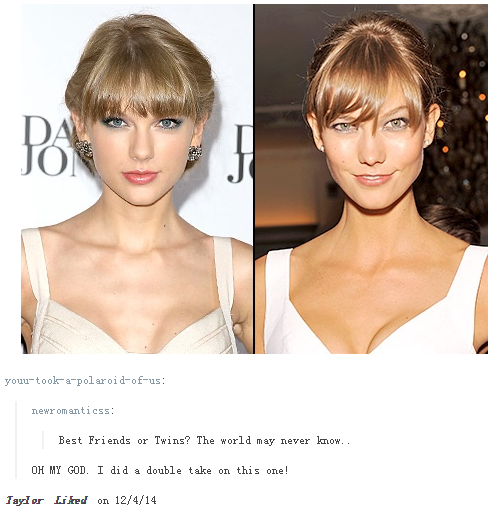 DA
JON
J
youu-took-a-polaroid-of-us:
newromanticss:
Best Friends or Twins? The world may never know..
OH MY GOD. I did a double take on this one!
Taylor Liked on 12/4/14